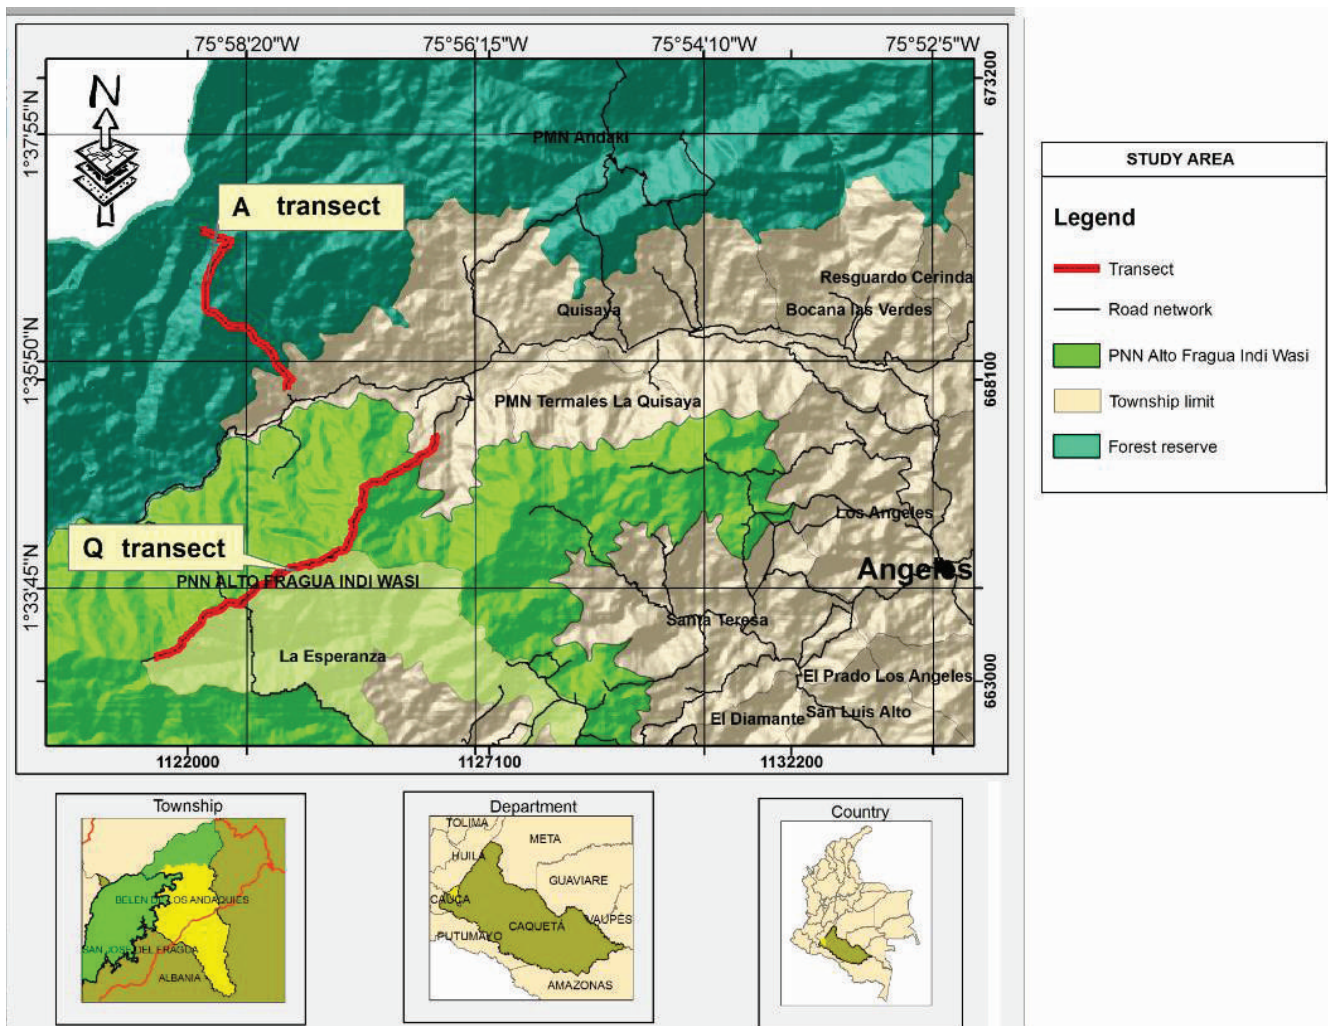 75°58'20"W
75°56'15"W
75°54'10"W
75°52'5"W
673200
668100
663000
1°37'55"N
1°35'50"N
1°33'45"N
N
PMN Andaki
A transect
Resguardo Cerinda
Quisaya
Bocana las Verdes
PMN Termales La Quisaya
Los Angeles
Q transect
Angeles
PNN ALTO FRAGUA INDI WASI
Santa Teresa
La Esperanza
El Prado Los Angeles
El Diamante
San Luis Alto
1122000
1127100
1132200
STUDY AREA
Legend
Transect
Road network
PNN Alto Fragua Indi Wasi
Township limit
Forest reserve
Township
BELÉN DE LOS ANDAQUIES
SAN JOSE DEL FRAGUA
ALBANIA
Department
TOLIMA
META
HUILA
GUAVIARE
CAUCA
CAQUETÁ
VAUPÉS
PUTUMAYO
AMAZONAS
Country